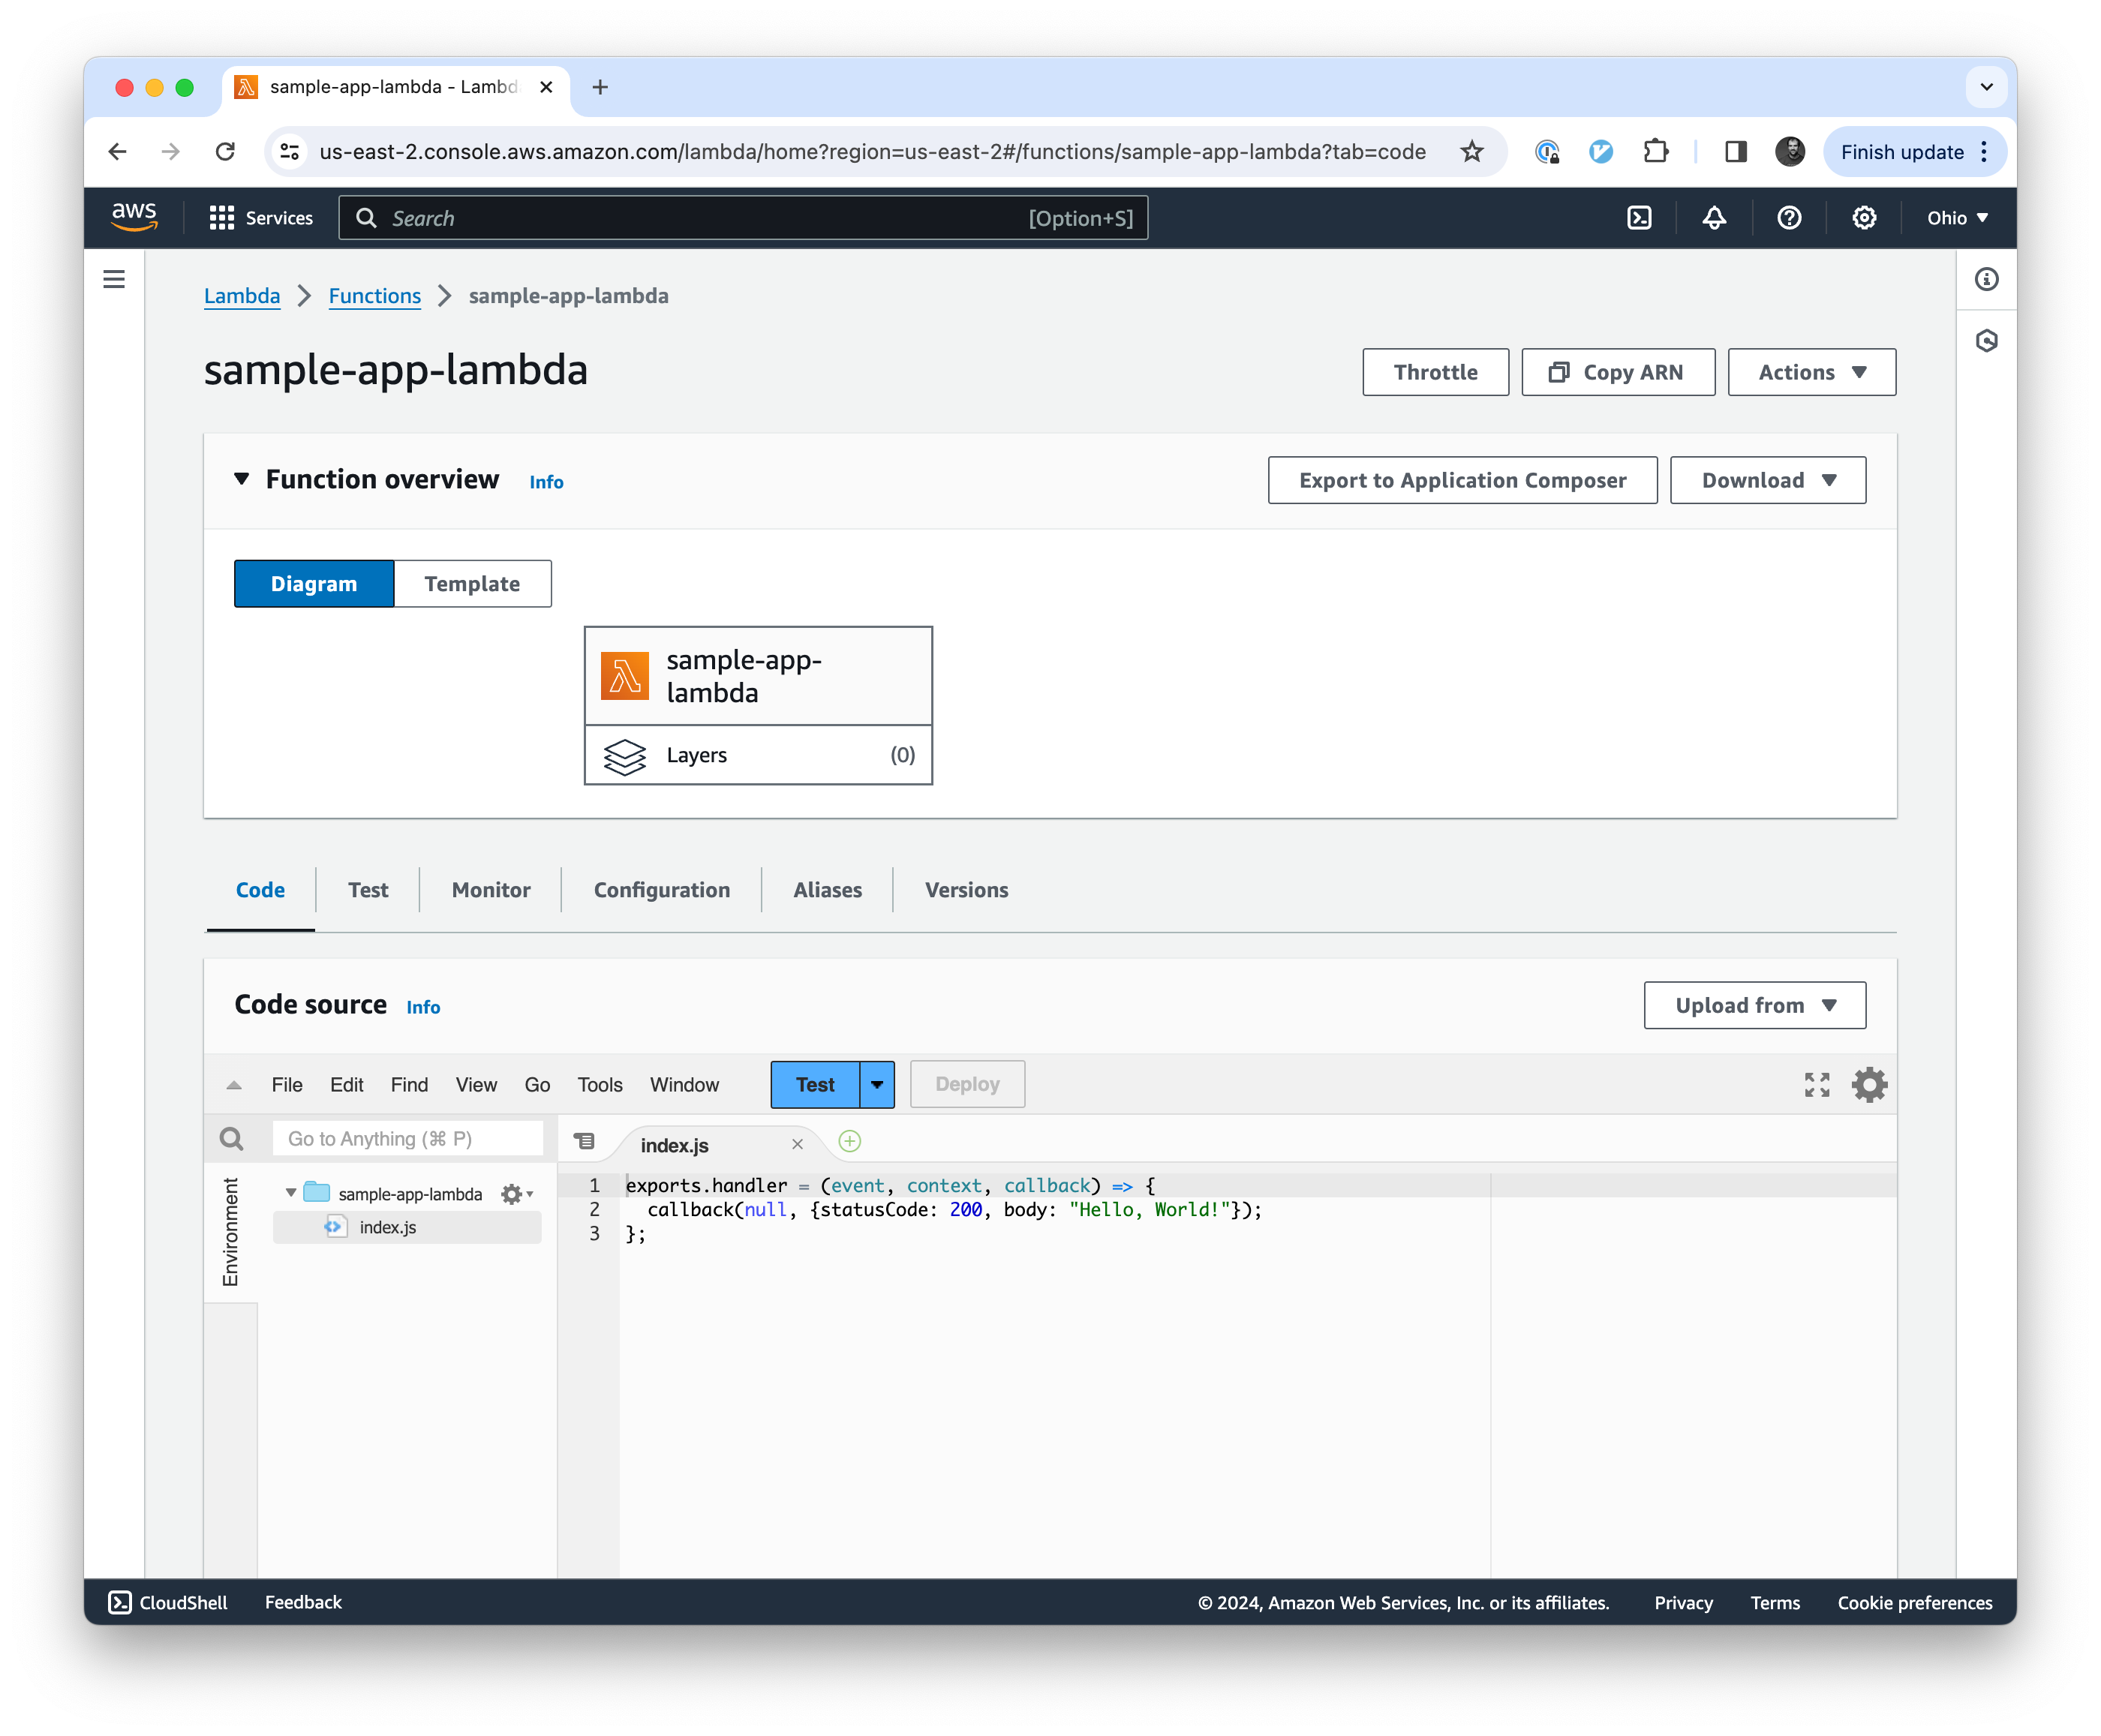 sample-app-lambda - Lambd
us-east-2.console.aws.amazon.com/lambda/home?region=us-east-2#/functions/sample-app-lambda?tab=code
Finish update
aws
Services
Search
[Option+S]
Ohio
Lambda
Functions
sample-app-lambda
sample-app-lambda
Throttle
Copy ARN
Actions
Function overview
Info
Export to Application Composer
Download
Diagram
Template
sample-app-
lambda
Layers
(0)
Code
Test
Monitor
Configuration
Aliases
Versions
Code source
Info
Upload from
File
Edit
Find
View
Go
Tools
Window
Test
Deploy
Go to Anything (⌘ P)
index.js
Environment
sample-app-lambda
index.js
1 exports.handler = (event, context, callback) => {
2   callback(null, {statusCode: 200, body: "Hello, World!"});
3 };
CloudShell
Feedback
© 2024, Amazon Web Services, Inc. or its affiliates.
Privacy
Terms
Cookie preferences